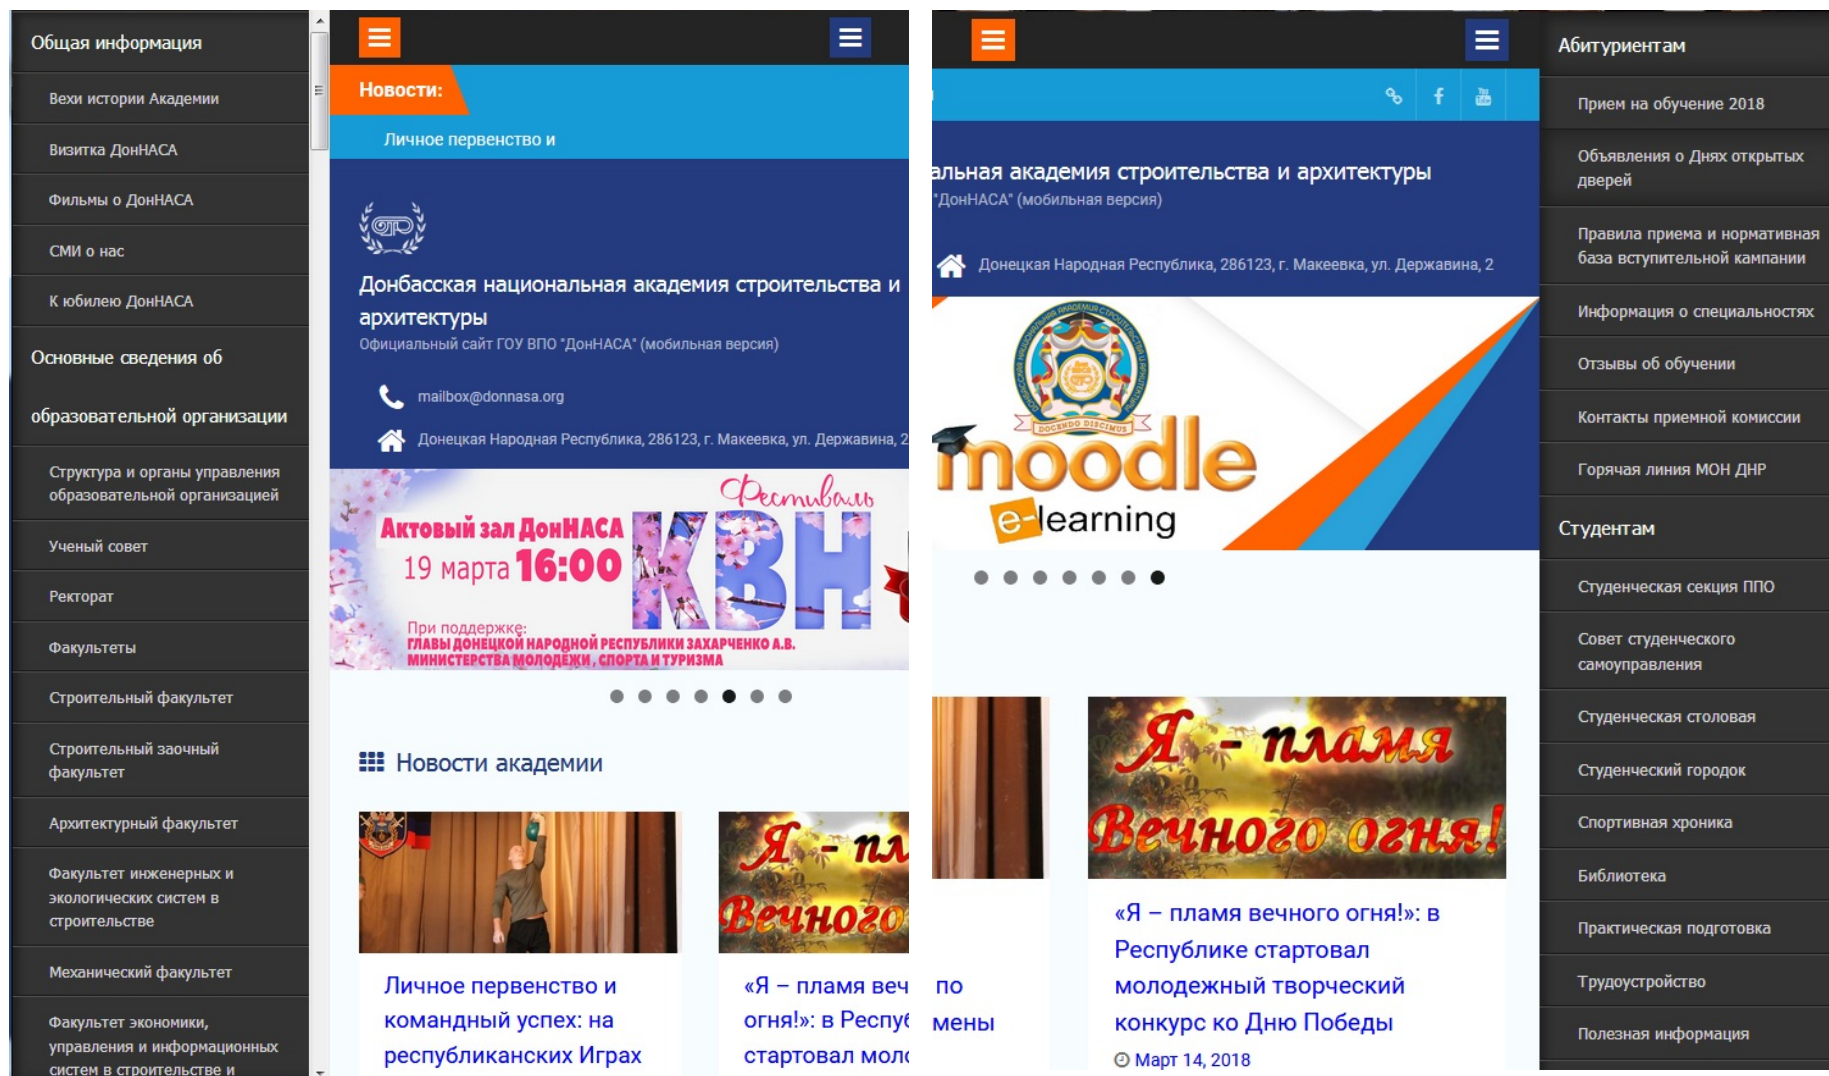 Общая информация
Вехи истории Академии
Визитка ДонНАСА
Фильмы о ДонНАСА
СМИ о нас
К юбилею ДонНАСА
Основные сведения об
образовательной организации
Структура и органы управления
образовательной организацией
Ученый совет
Ректорат
Факультеты
Строительный факультет
Строительный заочный
факультет
Архитектурный факультет
Факультет инженерных и
экологических систем в
строительстве
Механический факультет
Факультет экономики,
управления и информационных
систем в строительстве и
Новости:
Личное первенство и
Донбасская национальная академия строительства и
архитектуры
Официальный сайт ГОУ ВПО "ДонНАСА" (мобильная версия)
mailbox@donnasa.org
Донецкая Народная Республика, 286123, г. Макеевка, ул. Державина, 2
Фестиваль
Актовый зал ДонНАСА
19 марта 16:00
КВН
При поддержке:
ГЛАВЫ ДОНЕЦКОЙ НАРОДНОЙ РЕСПУБЛИКИ ЗАХАРЧЕНКО А.В.
МИНИСТЕРСТВА МОЛОДЕЖИ, СПОРТА И ТУРИЗМА
Новости академии
Я - пл
Вечного
Личное первенство и
командный успех: на
республиканских Играх
«Я – пламя веч
огня!»: в Респуб
стартовал моло
You
Tube
альная академия строительства и архитектуры
"ДонНАСА" (мобильная версия)
Донецкая Народная Республика, 286123, г. Макеевка, ул. Державина, 2
DOCENDO DISCIMUS
moodle
e-learning
Я - пламя
Вечного огня!
по
мены
«Я – пламя вечного огня!»: в
Республике стартовал
молодежный творческий
конкурс ко Дню Победы
Март 14, 2018
Абитуриентам
Прием на обучение 2018
Объявления о Днях открытых
дверей
Правила приема и нормативная
база вступительной кампании
Информация о специальностях
Отзывы об обучении
Контакты приемной комиссии
Горячая линия МОН ДНР
Студентам
Студенческая секция ППО
Совет студенческого
самоуправления
Студенческая столовая
Студенческий городок
Спортивная хроника
Библиотека
Практическая подготовка
Трудоустройство
Полезная информация